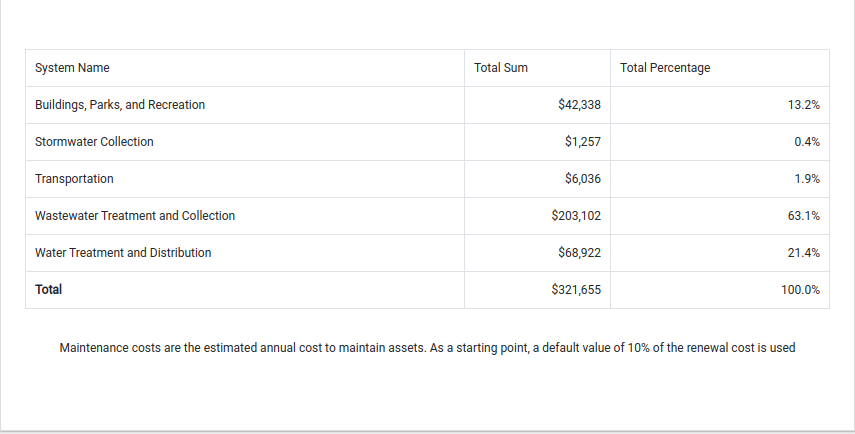 System Name Total Sum Total Percentage
Buildings, Parks, and Recreation $42,338 13.2%
Stormwater Collection $1,257 0.4%
Transportation $6,036 1.9%
Wastewater Treatment and Collection $203,102 63.1%
Water Treatment and Distribution $68,922 21.4%
Total $321,655 100.0%
Maintenance costs are the estimated annual cost to maintain assets. As a starting point, a default value of 10% of the renewal cost is used